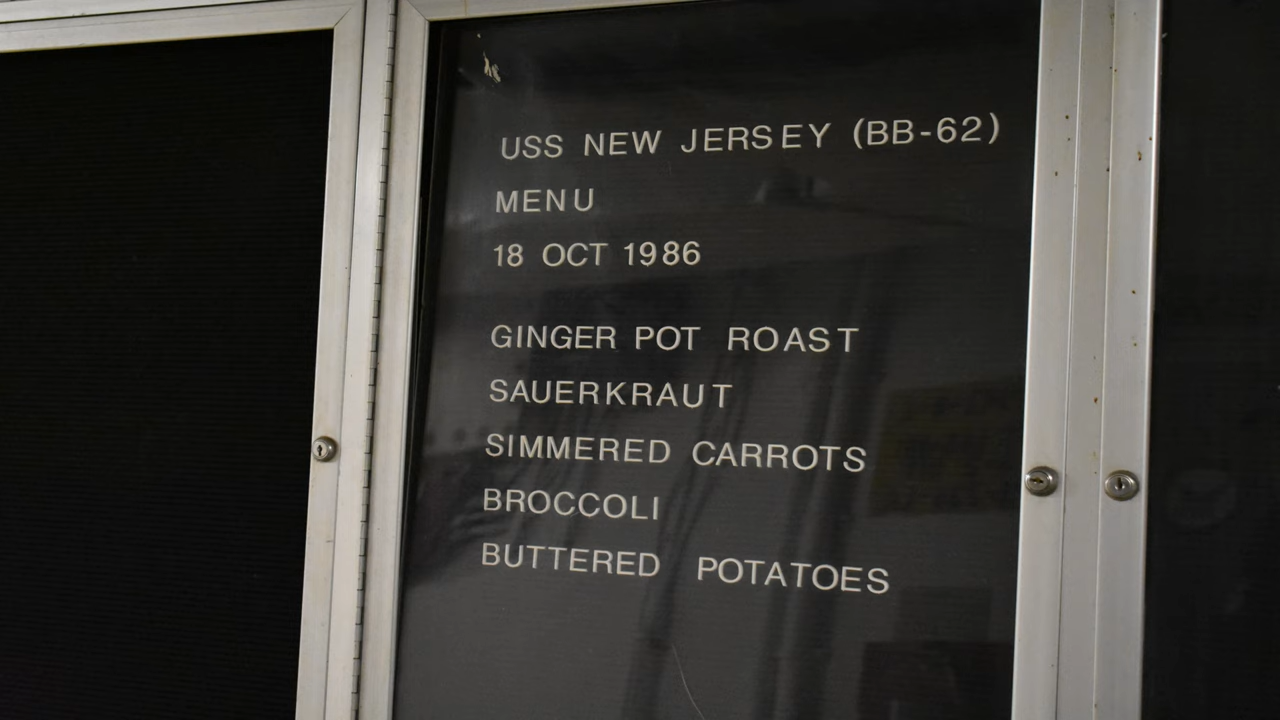 USS NEW JERSEY (BB-62)
MENU
18 OCT 1986
GINGER POT ROAST
SAUERKRAUT
SIMMERED CARROTS
BROCCOLI
BUTTERED POTATOES